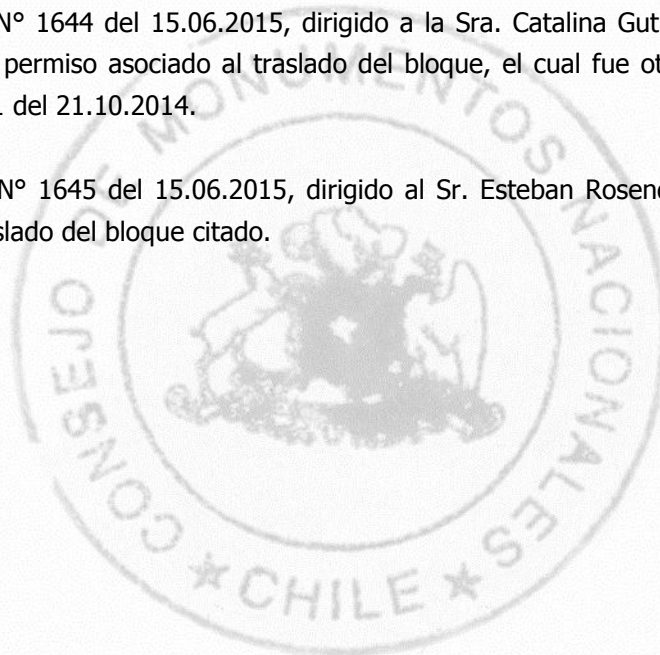 N° 1644 del 15.06.2015, dirigido a la Sra. Catalina Gut
permiso asociado al traslado del bloque, el cual fue ot
del 21.10.2014.
N° 1645 del 15.06.2015, dirigido al Sr. Esteban Rosen
slado del bloque citado.
CONSEJO DE MONUMENTOS NACIONALES
★ CHILE ★